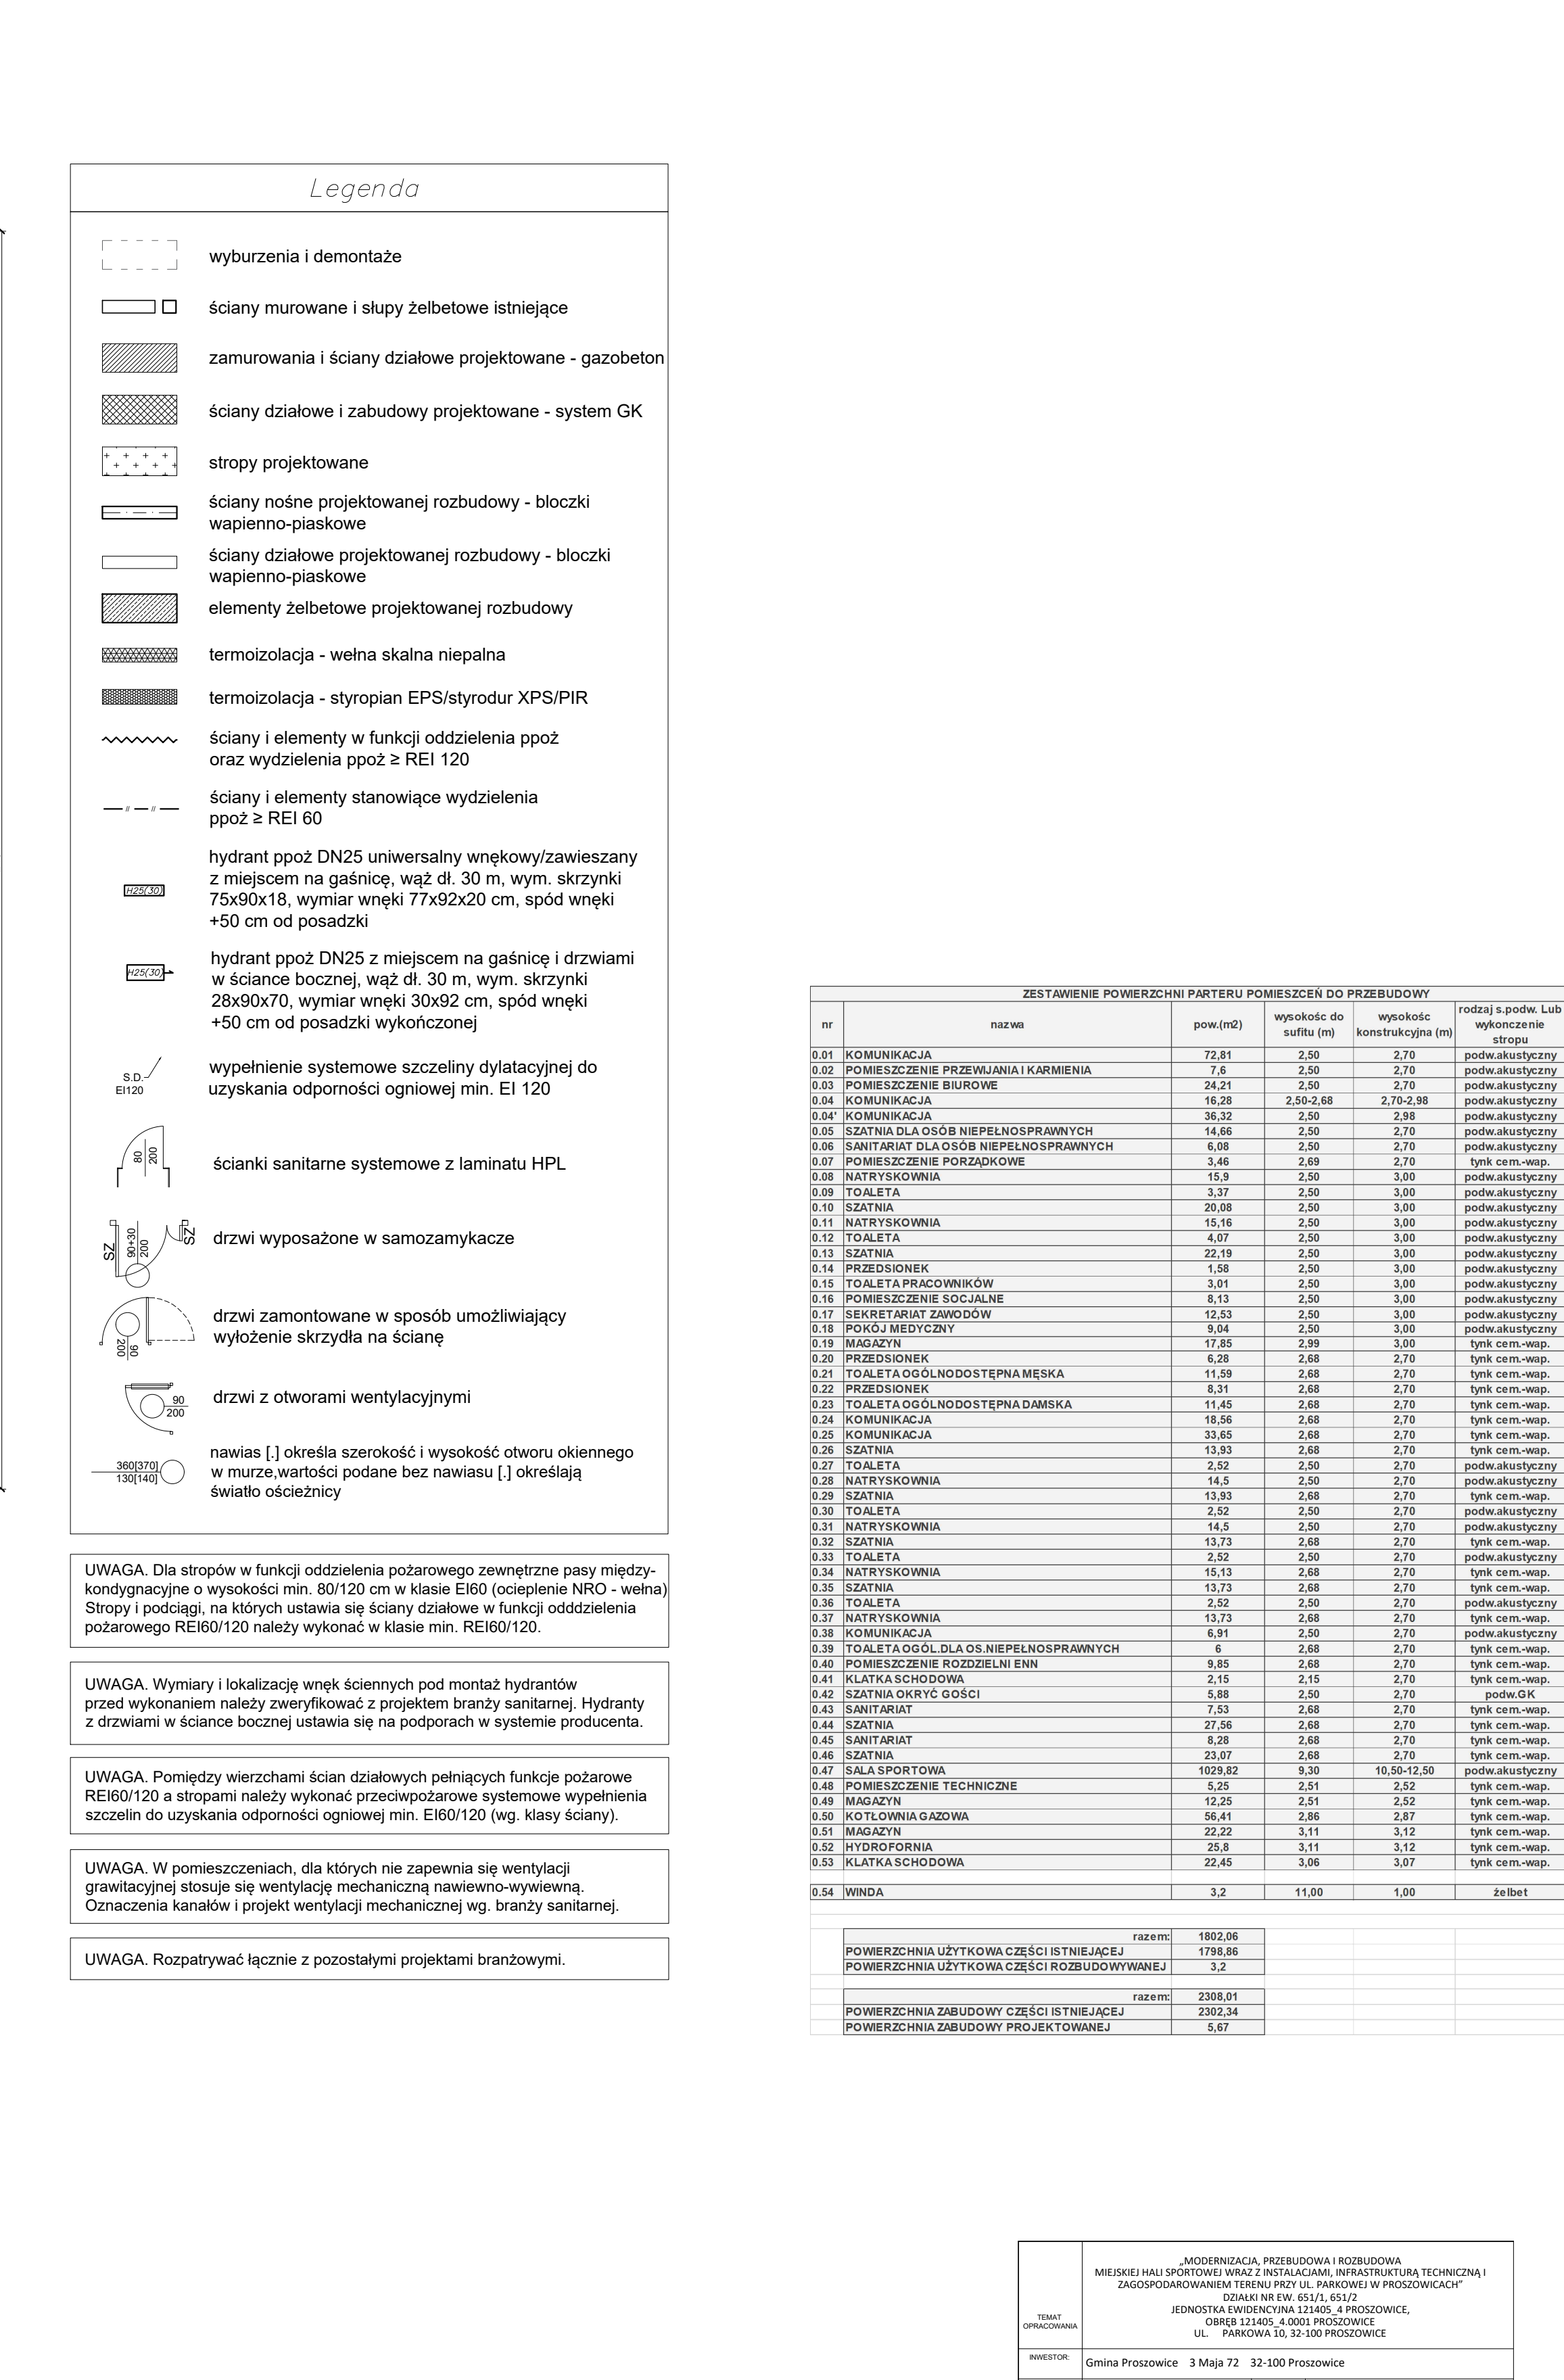 Legenda
wyburzenia i demontaże
ściany murowane i słupy żelbetowe istniejące
zamurowania i ściany działowe projektowane - gazobeton
ściany działowe i zabudowy projektowane - system GK
stropy projektowane
ściany nośne projektowanej rozbudowy - bloczki
wapienno-piaskowe
ściany działowe projektowanej rozbudowy - bloczki
wapienno-piaskowe
elementy żelbetowe projektowanej rozbudowy
termoizolacja - wełna skalna niepalna
termoizolacja - styropian EPS/styrodur XPS/PIR
ściany i elementy w funkcji oddzielenia ppoż
oraz wydzielenia ppoż ≥ REI 120
ściany i elementy stanowiące wydzielenia
ppoż ≥ REI 60
hydrant ppoż DN25 uniwersalny wnękowy/zawieszany
z miejscem na gaśnicę, wąż dł. 30 m, wym. skrzynki
H25(30)
75x90x18, wymiar wnęki 77x92x20 cm, spód wnęki
+50 cm od posadzki
hydrant ppoż DN25 z miejscem na gaśnicę i drzwiami
H25(30)
w ściance bocznej, wąż dł. 30 m, wym. skrzynki
28x90x70, wymiar wnęki 30x92 cm, spód wnęki
+50 cm od posadzki wykończonej
S.D.
EI120
wypełnienie systemowe szczeliny dylatacyjnej do
uzyskania odporności ogniowej min. EI 120
80
200
ścianki sanitarne systemowe z laminatu HPL
SZ
90+30
200
SZ
drzwi wyposażone w samozamykacze
90
200
drzwi zamontowane w sposób umożliwiający
wyłożenie skrzydła na ścianę
90
200
drzwi z otworami wentylacyjnymi
360[370]
130[140]
nawias [.] określa szerokość i wysokość otworu okiennego
w murze,wartości podane bez nawiasu [.] określają
światło ościeżnicy
UWAGA. Dla stropów w funkcji oddzielenia pożarowego zewnętrzne pasy między-
kondygnacyjne o wysokości min. 80/120 cm w klasie EI60 (ocieplenie NRO - wełna)
Stropy i podciągi, na których ustawia się ściany działowe w funkcji odddzielenia
pożarowego REI60/120 należy wykonać w klasie min. REI60/120.
UWAGA. Wymiary i lokalizację wnęk ściennych pod montaż hydrantów
przed wykonaniem należy zweryfikować z projektem branży sanitarnej. Hydranty
z drzwiami w ściance bocznej ustawia się na podporach w systemie producenta.
UWAGA. Pomiędzy wierzchami ścian działowych pełniących funkcje pożarowe
REI60/120 a stropami należy wykonać przeciwpożarowe systemowe wypełnienia
szczelin do uzyskania odporności ogniowej min. EI60/120 (wg. klasy ściany).
UWAGA. W pomieszczeniach, dla których nie zapewnia się wentylacji
grawitacyjnej stosuje się wentylację mechaniczną nawiewno-wywiewną.
Oznaczenia kanałów i projekt wentylacji mechanicznej wg. branży sanitarnej.
UWAGA. Rozpatrywać łącznie z pozostałymi projektami branżowymi.
ZESTAWIENIE POWIERZCHNI PARTERU POMIESZCEŃ DO PRZEBUDOWY
nr nazwa pow.(m2) wysokośc do sufitu (m) wysokośc konstrukcyjna (m) rodzaj s.podw. Lub wykonczenie stropu
0.01 KOMUNIKACJA 72,81 2,50 2,70 podw.akustyczny
0.02 POMIESZCZENIE PRZEWIJANIA I KARMIENIA 7,6 2,50 2,70 podw.akustyczny
0.03 POMIESZCZENIE BIUROWE 24,21 2,50 2,70 podw.akustyczny
0.04 KOMUNIKACJA 16,28 2,50-2,68 2,70-2,98 podw.akustyczny
0.04' KOMUNIKACJA 36,32 2,50 2,98 podw.akustyczny
0.05 SZATNIA DLA OSÓB NIEPEŁNOSPRAWNYCH 14,66 2,50 2,70 podw.akustyczny
0.06 SANITARIAT DLA OSÓB NIEPEŁNOSPRAWNYCH 6,08 2,50 2,70 podw.akustyczny
0.07 POMIESZCZENIE PORZĄDKOWE 3,46 2,69 2,70 tynk cem.-wap.
0.08 NATRYSKOWNIA 15,9 2,50 3,00 podw.akustyczny
0.09 TOALETA 3,37 2,50 3,00 podw.akustyczny
0.10 SZATNIA 20,08 2,50 3,00 podw.akustyczny
0.11 NATRYSKOWNIA 15,16 2,50 3,00 podw.akustyczny
0.12 TOALETA 4,07 2,50 3,00 podw.akustyczny
0.13 SZATNIA 22,19 2,50 3,00 podw.akustyczny
0.14 PRZEDSIONEK 1,58 2,50 3,00 podw.akustyczny
0.15 TOALETA PRACOWNIKÓW 3,01 2,50 3,00 podw.akustyczny
0.16 POMIESZCZENIE SOCJALNE 8,13 2,50 3,00 podw.akustyczny
0.17 SEKRETARIAT ZAWODÓW 12,53 2,50 3,00 podw.akustyczny
0.18 POKÓJ MEDYCZNY 9,04 2,50 3,00 podw.akustyczny
0.19 MAGAZYN 17,85 2,99 3,00 tynk cem.-wap.
0.20 PRZEDSIONEK 6,28 2,68 2,70 tynk cem.-wap.
0.21 TOALETA OGÓLNODOSTĘPNA MĘSKA 11,59 2,68 2,70 tynk cem.-wap.
0.22 PRZEDSIONEK 8,31 2,68 2,70 tynk cem.-wap.
0.23 TOALETA OGÓLNODOSTĘPNA DAMSKA 11,45 2,68 2,70 tynk cem.-wap.
0.24 KOMUNIKACJA 18,56 2,68 2,70 tynk cem.-wap.
0.25 KOMUNIKACJA 33,65 2,68 2,70 tynk cem.-wap.
0.26 SZATNIA 13,93 2,68 2,70 tynk cem.-wap.
0.27 TOALETA 2,52 2,50 2,70 podw.akustyczny
0.28 NATRYSKOWNIA 14,5 2,50 2,70 podw.akustyczny
0.29 SZATNIA 13,93 2,68 2,70 tynk cem.-wap.
0.30 TOALETA 2,52 2,50 2,70 podw.akustyczny
0.31 NATRYSKOWNIA 14,5 2,50 2,70 podw.akustyczny
0.32 SZATNIA 13,73 2,68 2,70 tynk cem.-wap.
0.33 TOALETA 2,52 2,50 2,70 podw.akustyczny
0.34 NATRYSKOWNIA 15,13 2,68 2,70 tynk cem.-wap.
0.35 SZATNIA 13,73 2,68 2,70 tynk cem.-wap.
0.36 TOALETA 2,52 2,50 2,70 podw.akustyczny
0.37 NATRYSKOWNIA 13,73 2,68 2,70 tynk cem.-wap.
0.38 KOMUNIKACJA 6,91 2,50 2,70 podw.akustyczny
0.39 TOALETA OGÓL.DLA OS.NIEPEŁNOSPRAWNYCH 6 2,68 2,70 tynk cem.-wap.
0.40 POMIESZCZENIE ROZDZIELNI ENN 9,85 2,68 2,70 tynk cem.-wap.
0.41 KLATKA SCHODOWA 2,15 2,15 2,70 tynk cem.-wap.
0.42 SZATNIA OKRYĆ GOŚCI 5,88 2,50 2,70 podw.GK
0.43 SANITARIAT 7,53 2,68 2,70 tynk cem.-wap.
0.44 SZATNIA 27,56 2,68 2,70 tynk cem.-wap.
0.45 SANITARIAT 8,28 2,68 2,70 tynk cem.-wap.
0.46 SZATNIA 23,07 2,68 2,70 tynk cem.-wap.
0.47 SALA SPORTOWA 1029,82 9,30 10,50-12,50 podw.akustyczny
0.48 POMIESZCZENIE TECHNICZNE 5,25 2,51 2,52 tynk cem.-wap.
0.49 MAGAZYN 12,25 2,51 2,52 tynk cem.-wap.
0.50 KOTŁOWNIA GAZOWA 56,41 2,86 2,87 tynk cem.-wap.
0.51 MAGAZYN 22,22 3,11 3,12 tynk cem.-wap.
0.52 HYDROFORNIA 25,8 3,11 3,12 tynk cem.-wap.
0.53 KLATKA SCHODOWA 22,45 3,06 3,07 tynk cem.-wap.
0.54 WINDA 3,2 11,00 1,00 żelbet
razem: 1802,06
POWIERZCHNIA UŻYTKOWA CZĘŚCI ISTNIEJĄCEJ 1798,86
POWIERZCHNIA UŻYTKOWA CZĘŚCI ROZBUDOWYWANEJ 3,2
razem: 2308,01
POWIERZCHNIA ZABUDOWY CZĘŚCI ISTNIEJĄCEJ 2302,34
POWIERZCHNIA ZABUDOWY PROJEKTOWANEJ 5,67
TEMAT
OPRACOWANIA
„MODERNIZACJA, PRZEBUDOWA I ROZBUDOWA
MIEJSKIEJ HALI SPORTOWEJ WRAZ Z INSTALACJAMI, INFRASTRUKTURĄ TECHNICZNĄ I
ZAGOSPODAROWANIEM TERENU PRZY UL. PARKOWEJ W PROSZOWICACH”
DZIAŁKI NR EW. 651/1, 651/2
JEDNOSTKA EWIDENCYJNA 121405_4 PROSZOWICE,
OBRĘB 121405_4.0001 PROSZOWICE
UL. PARKOWA 10, 32-100 PROSZOWICE
INWESTOR:
Gmina Proszowice 3 Maja 72 32-100 Proszowice